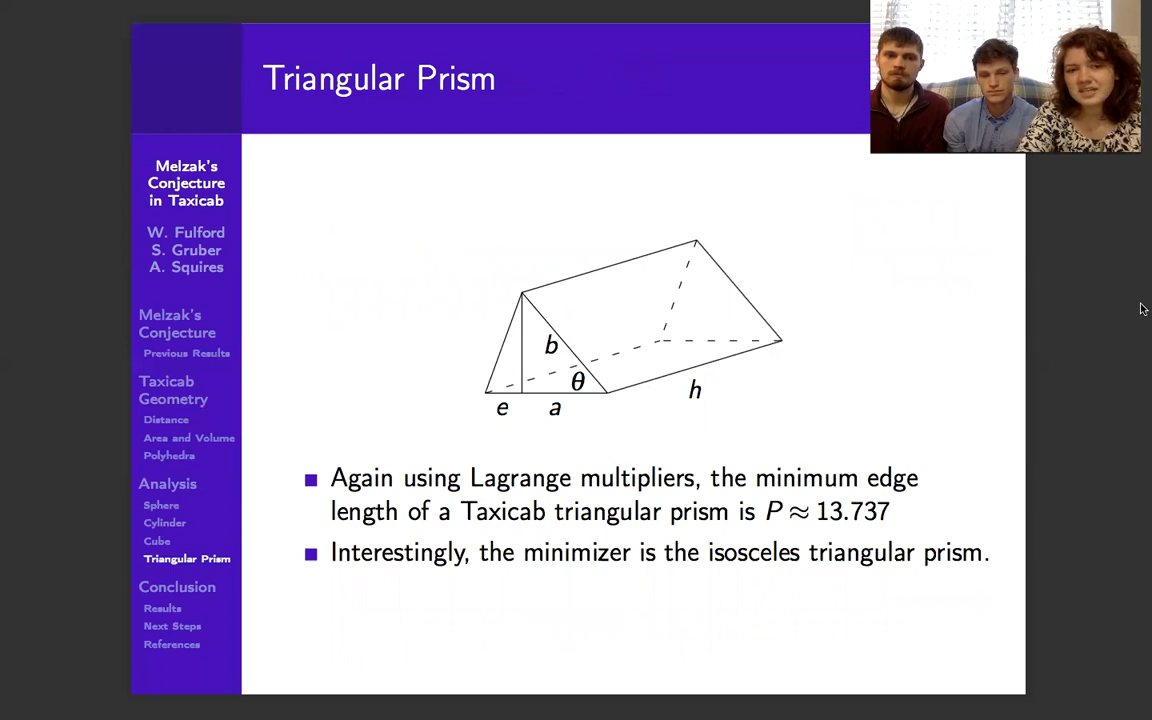 Triangular Prism
Melzak's
Conjecture
in Taxicab
W. Fulford
S. Gruber
A. Squires
Melzak's
Conjecture
Previous Results
Taxicab
Geometry
Distance
Area and Volume
Polyhedra
Analysis
Sphere
Cylinder
Cube
Triangular Prism
Conclusion
Results
Next Steps
References
b
θ
e a
h
Again using Lagrange multipliers, the minimum edge
length of a Taxicab triangular prism is P ≈ 13.737
Interestingly, the minimizer is the isosceles triangular prism.